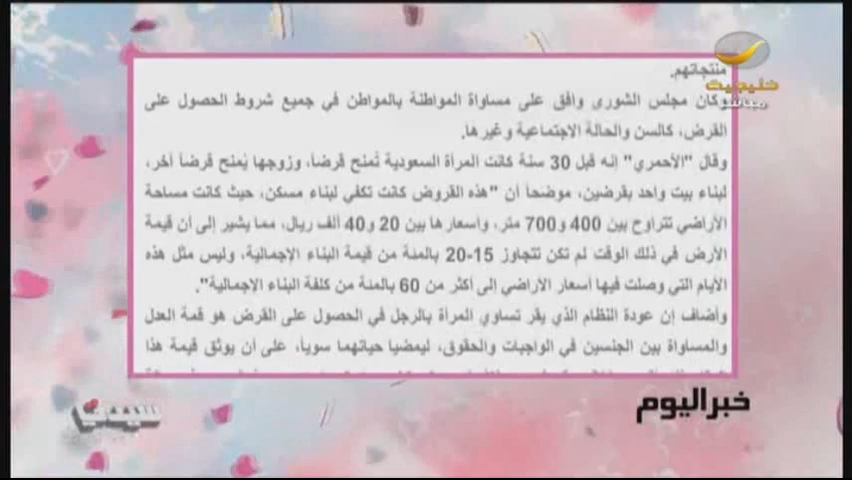 خليجية
مباشر
منتجاتهم.
وكان مجلس الشورى وافق على مساواة المواطنة بالمواطن في جميع شروط الحصول على
القرض، كالسن والحالة الاجتماعية وغيرها.
وقال "الأحمري" إنه قبل 30 سنة كانت المرأة السعودية تُمنح قرضاً، وزوجها يُمنح قرضاً آخر،
لبناء بيت واحد بقرضين، موضحاً أن "هذه القروض كانت تكفي لبناء مسكن، حيث كانت مساحة
الأراضي تتراوح بين 400 و700 متر، وأسعارها بين 20 و40 ألف ريال، مما يشير إلى أن قيمة
الأرض في ذلك الوقت لم تكن تتجاوز 15-20 بالمئة من قيمة البناء الإجمالية، وليس مثل هذه
الأيام التي وصلت فيها أسعار الاراضي إلى أكثر من 60 بالمئة من كلفة البناء الإجمالية".
وأضاف إن عودة النظام الذي يقر تساوي المرأة بالرجل في الحصول على القرض هو قمة العدل
والمساواة بين الجنسين في الواجبات والحقوق، ليمضيا حياتهما سوياً، على أن يوثق قيمة هذا
خبر اليوم